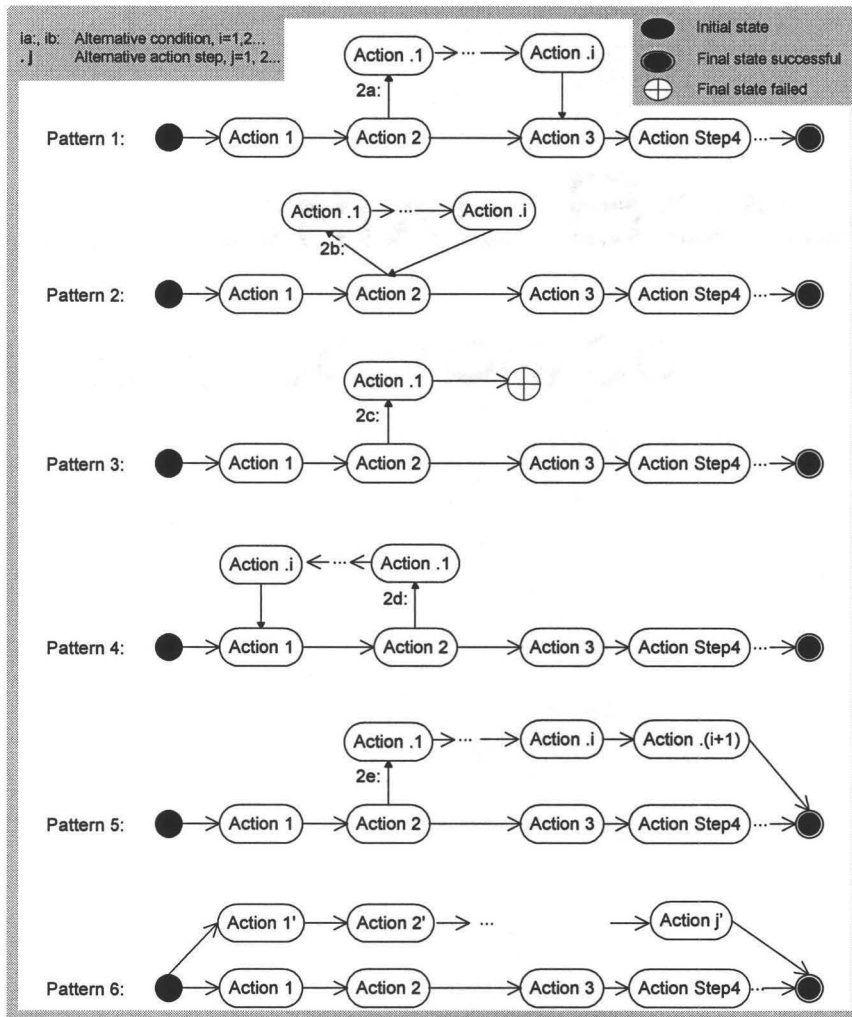 ia:, ib: Alternative condition, i=1,2...
. j Alternative action step, j=1, 2...
Initial state
Final state successful
Final state failed
Action .1 ... Action .i
2a:
Pattern 1: Action 1 Action 2 Action 3 Action Step4 ...
Action .1 ... Action .i
2b:
Pattern 2: Action 1 Action 2 Action 3 Action Step4 ...
Action .1
2c:
Pattern 3: Action 1 Action 2 Action 3 Action Step4 ...
Action .i ... Action .1
2d:
Pattern 4: Action 1 Action 2 Action 3 Action Step4 ...
Action .1 ... Action .i Action .(i+1)
2e:
Pattern 5: Action 1 Action 2 Action 3 Action Step4 ...
Action 1' Action 2' ... Action j'
Pattern 6: Action 1 Action 2 Action 3 Action Step4 ...